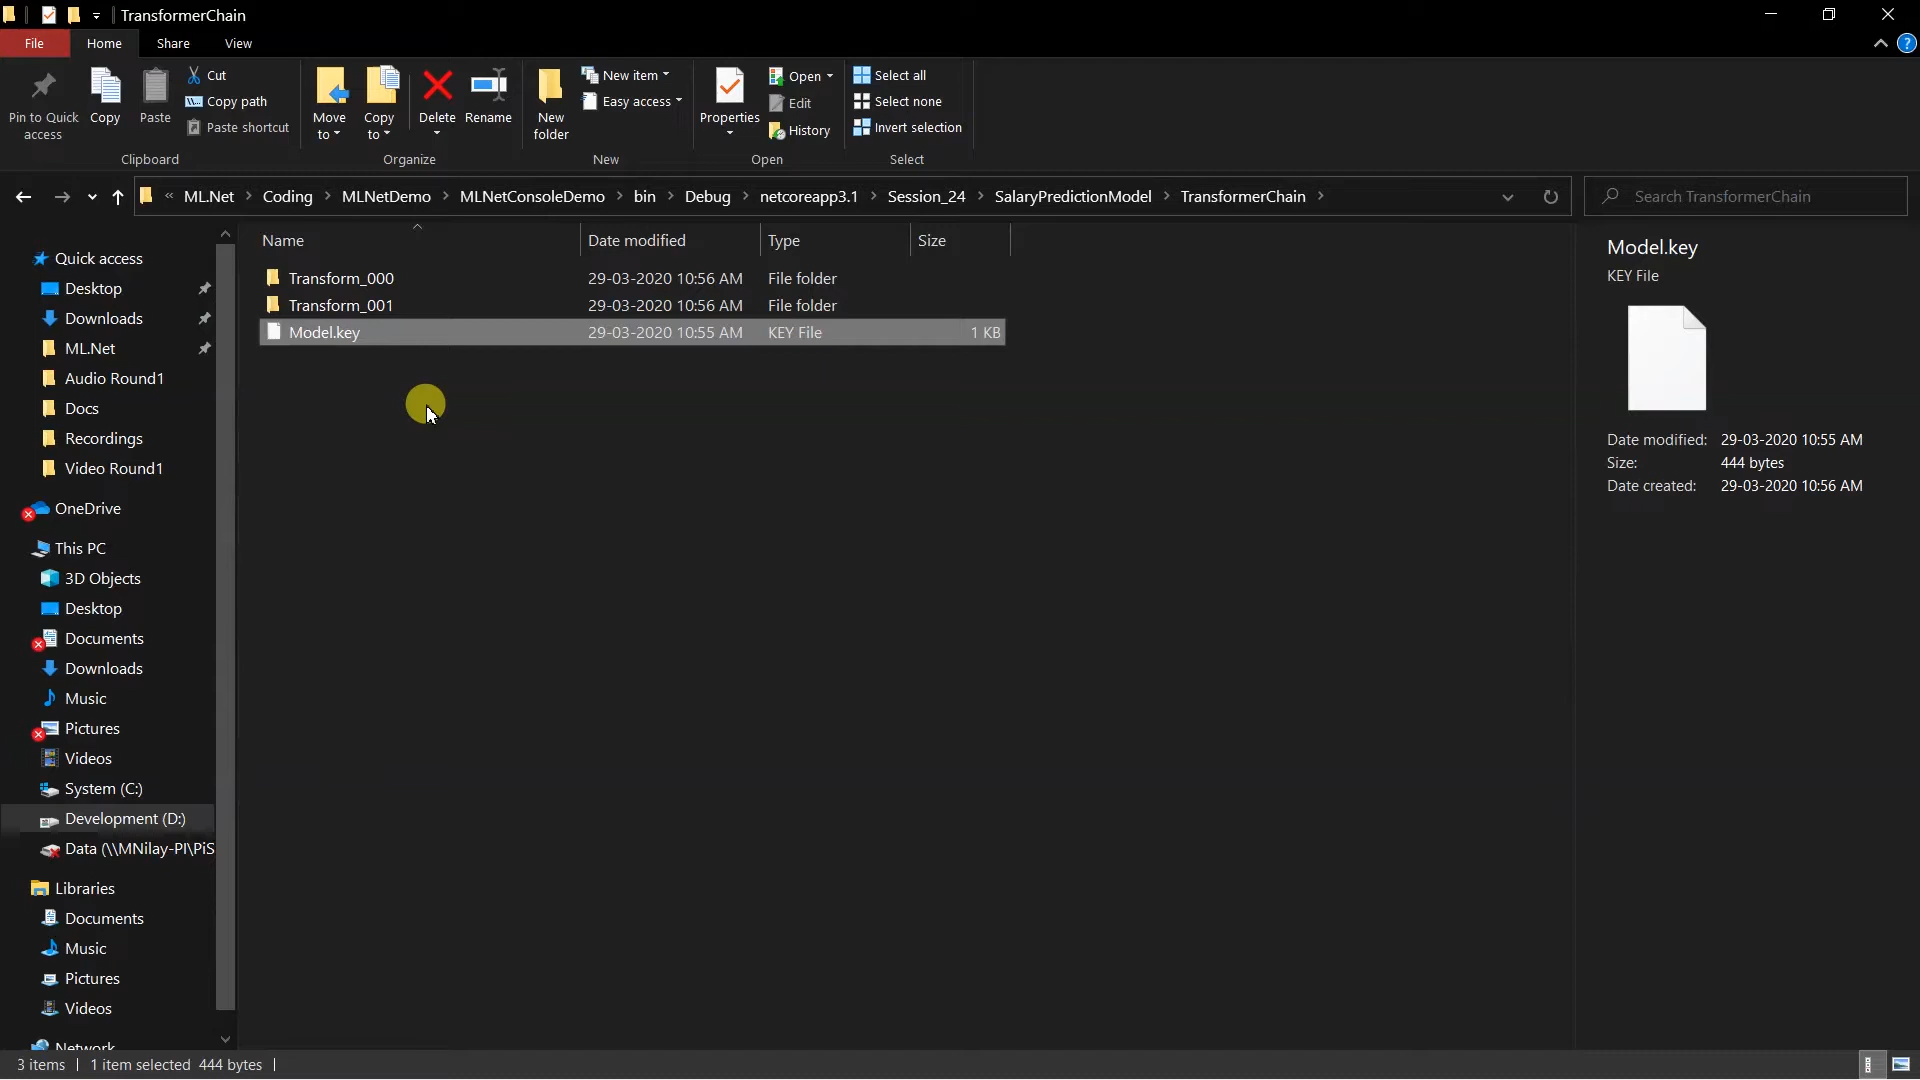 TransformerChain
File Home Share View
Pin to Quick access
Copy
Paste
Cut
Copy path
Paste shortcut
Clipboard
Move to
Copy to
Delete
Rename
Organize
New folder
New item
Easy access
New
Properties
Open
Edit
History
Open
Select all
Select none
Invert selection
Select
« ML.Net > Coding > MLNetDemo > MLNetConsoleDemo > bin > Debug > netcoreapp3.1 > Session_24 > SalaryPredictionModel > TransformerChain >
Search TransformerChain
Quick access
Desktop
Downloads
ML.Net
Audio Round1
Docs
Recordings
Video Round1
OneDrive
This PC
3D Objects
Desktop
Documents
Downloads
Music
Pictures
Videos
System (C:)
Development (D:)
Data (\\MNilay-PI\PiS
Libraries
Documents
Music
Pictures
Videos
Network
Name Date modified Type Size
Transform_000 29-03-2020 10:56 AM File folder
Transform_001 29-03-2020 10:56 AM File folder
Model.key 29-03-2020 10:55 AM KEY File 1 KB
Model.key
KEY File
Date modified: 29-03-2020 10:55 AM
Size: 444 bytes
Date created: 29-03-2020 10:56 AM
3 items 1 item selected 444 bytes